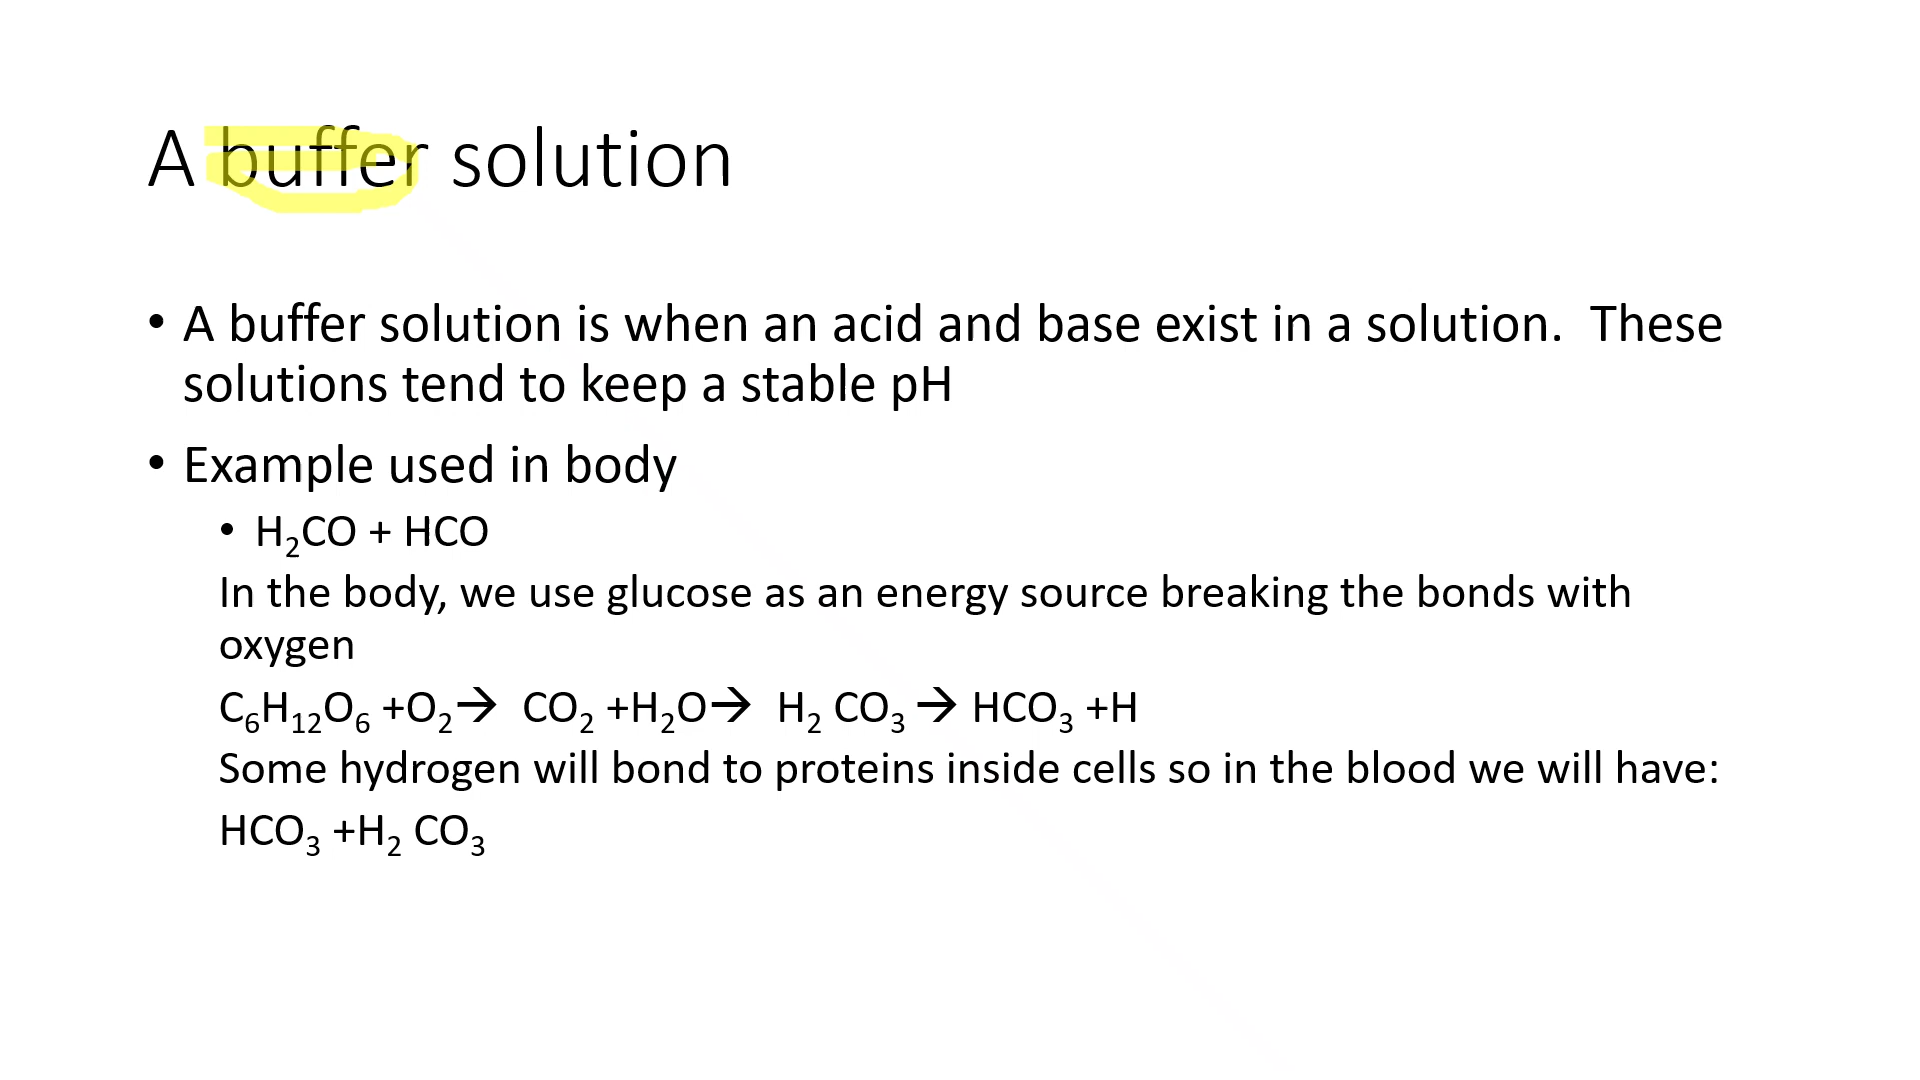 A buffer solution
• A buffer solution is when an acid and base exist in a solution.  These
solutions tend to keep a stable pH
• Example used in body
• H₂CO + HCO
In the body, we use glucose as an energy source breaking the bonds with
oxygen
C₆H₁₂O₆ +O₂→  CO₂ +H₂O→  H₂ CO₃ → HCO₃ +H
Some hydrogen will bond to proteins inside cells so in the blood we will have:
HCO₃ +H₂ CO₃